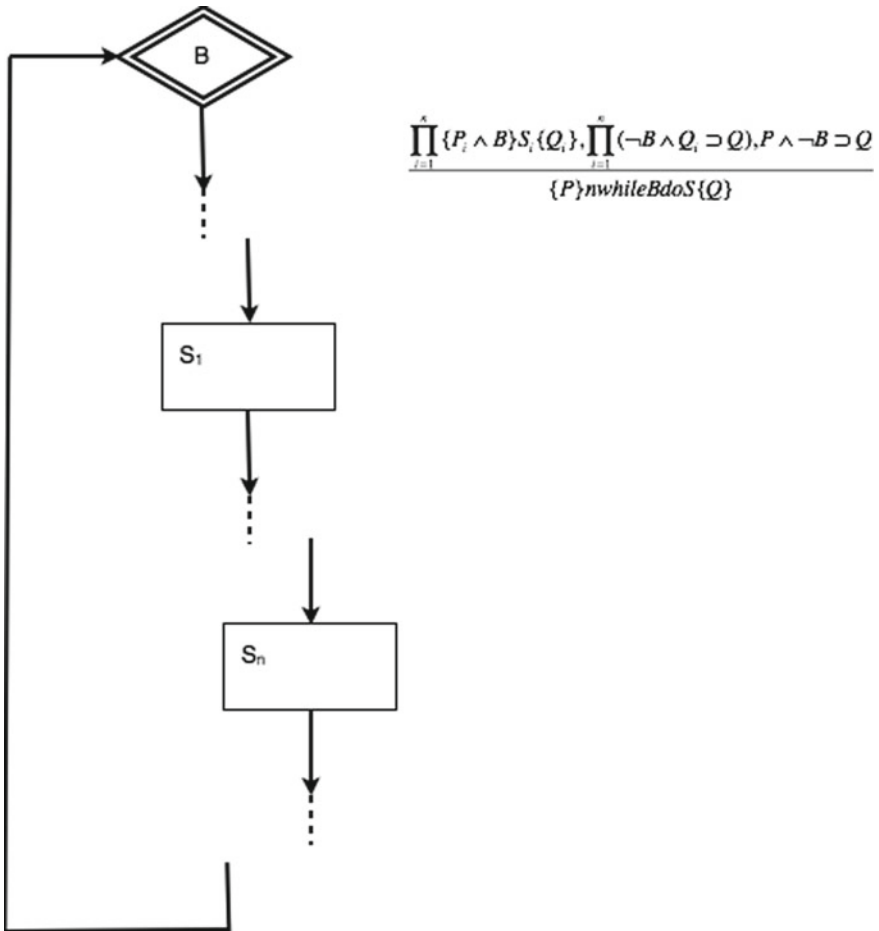 B
n n
∏ {Pᵢ ∧ B}Sᵢ{Qᵢ}, ∏ (¬B ∧ Qᵢ ⊃ Q), P ∧ ¬B ⊃ Q
i=1 i=1
{P}nwhileBdoS{Q}
S₁
Sₙ